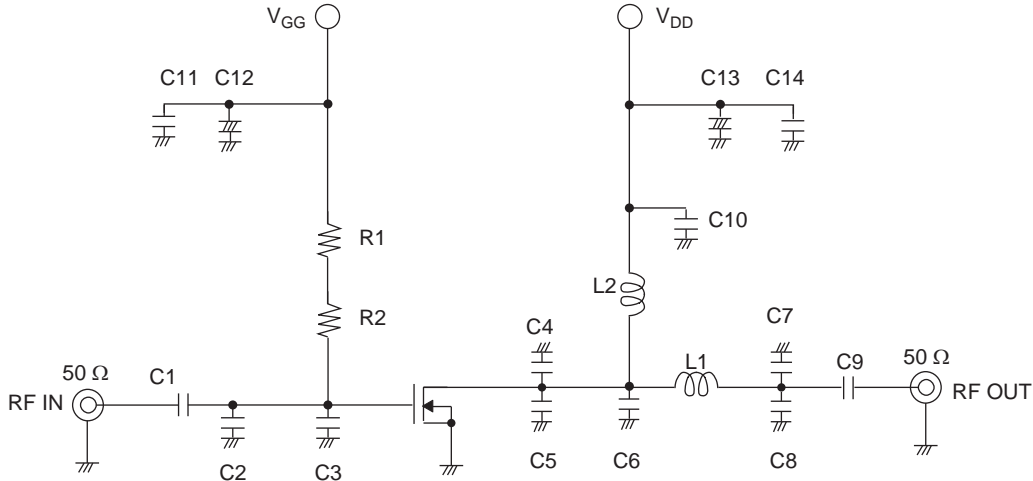 VGG
VDD
C11 C12
C13 C14
C10
R1
L2
R2
C4
C7
L1
C9
50 Ω
C1
50 Ω
RF IN
RF OUT
C2
C3
C5
C6
C8